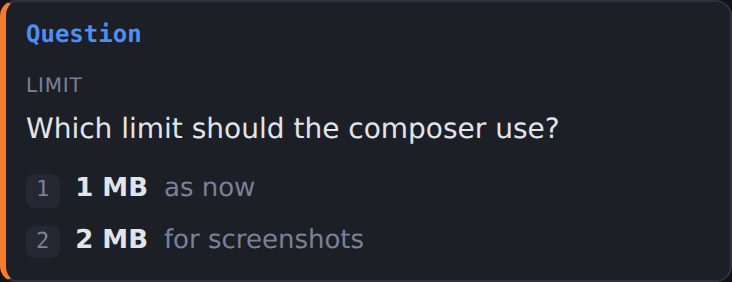 Question
LIMIT
Which limit should the composer use?
1 1 MB as now
2 2 MB for screenshots